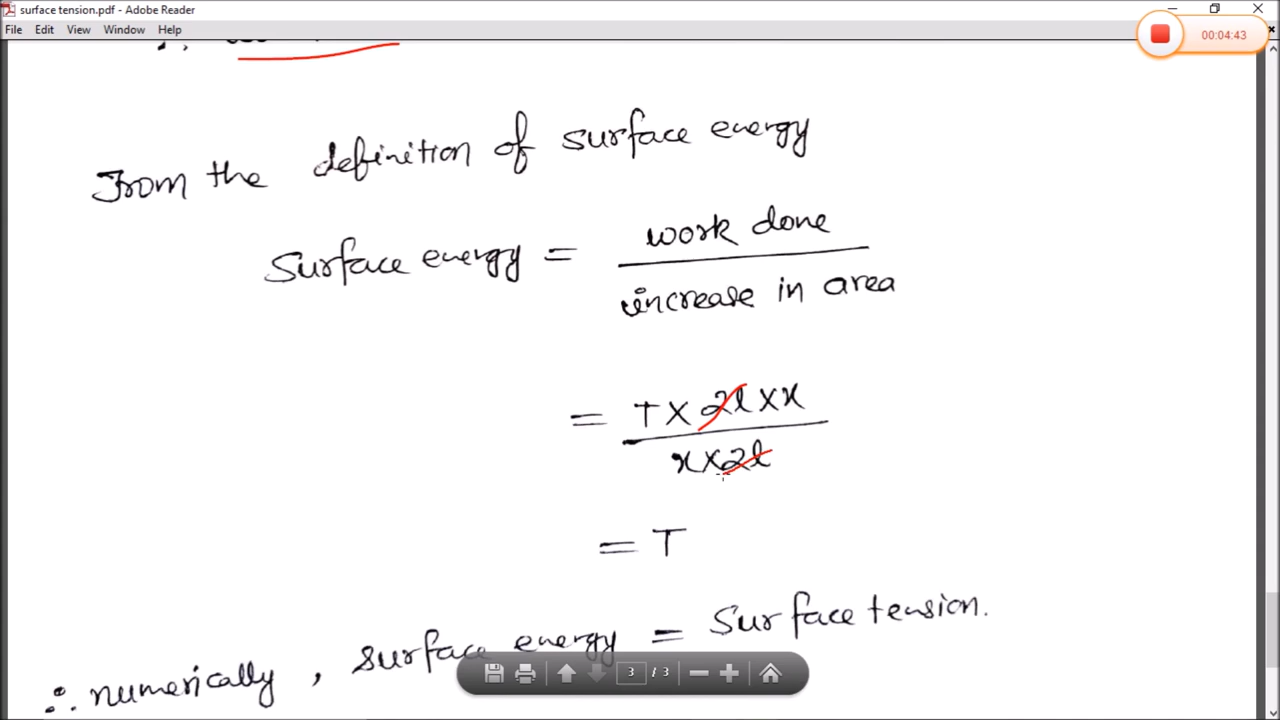 surface tension.pdf - Adobe Reader
File Edit View Window Help
00:04:43
From the definition of surface energy
Surface energy = work done
increase in area
= T × 2l × x
x × 2l
= T
∴ numerically, surface energy = Surface tension.
3 / 3